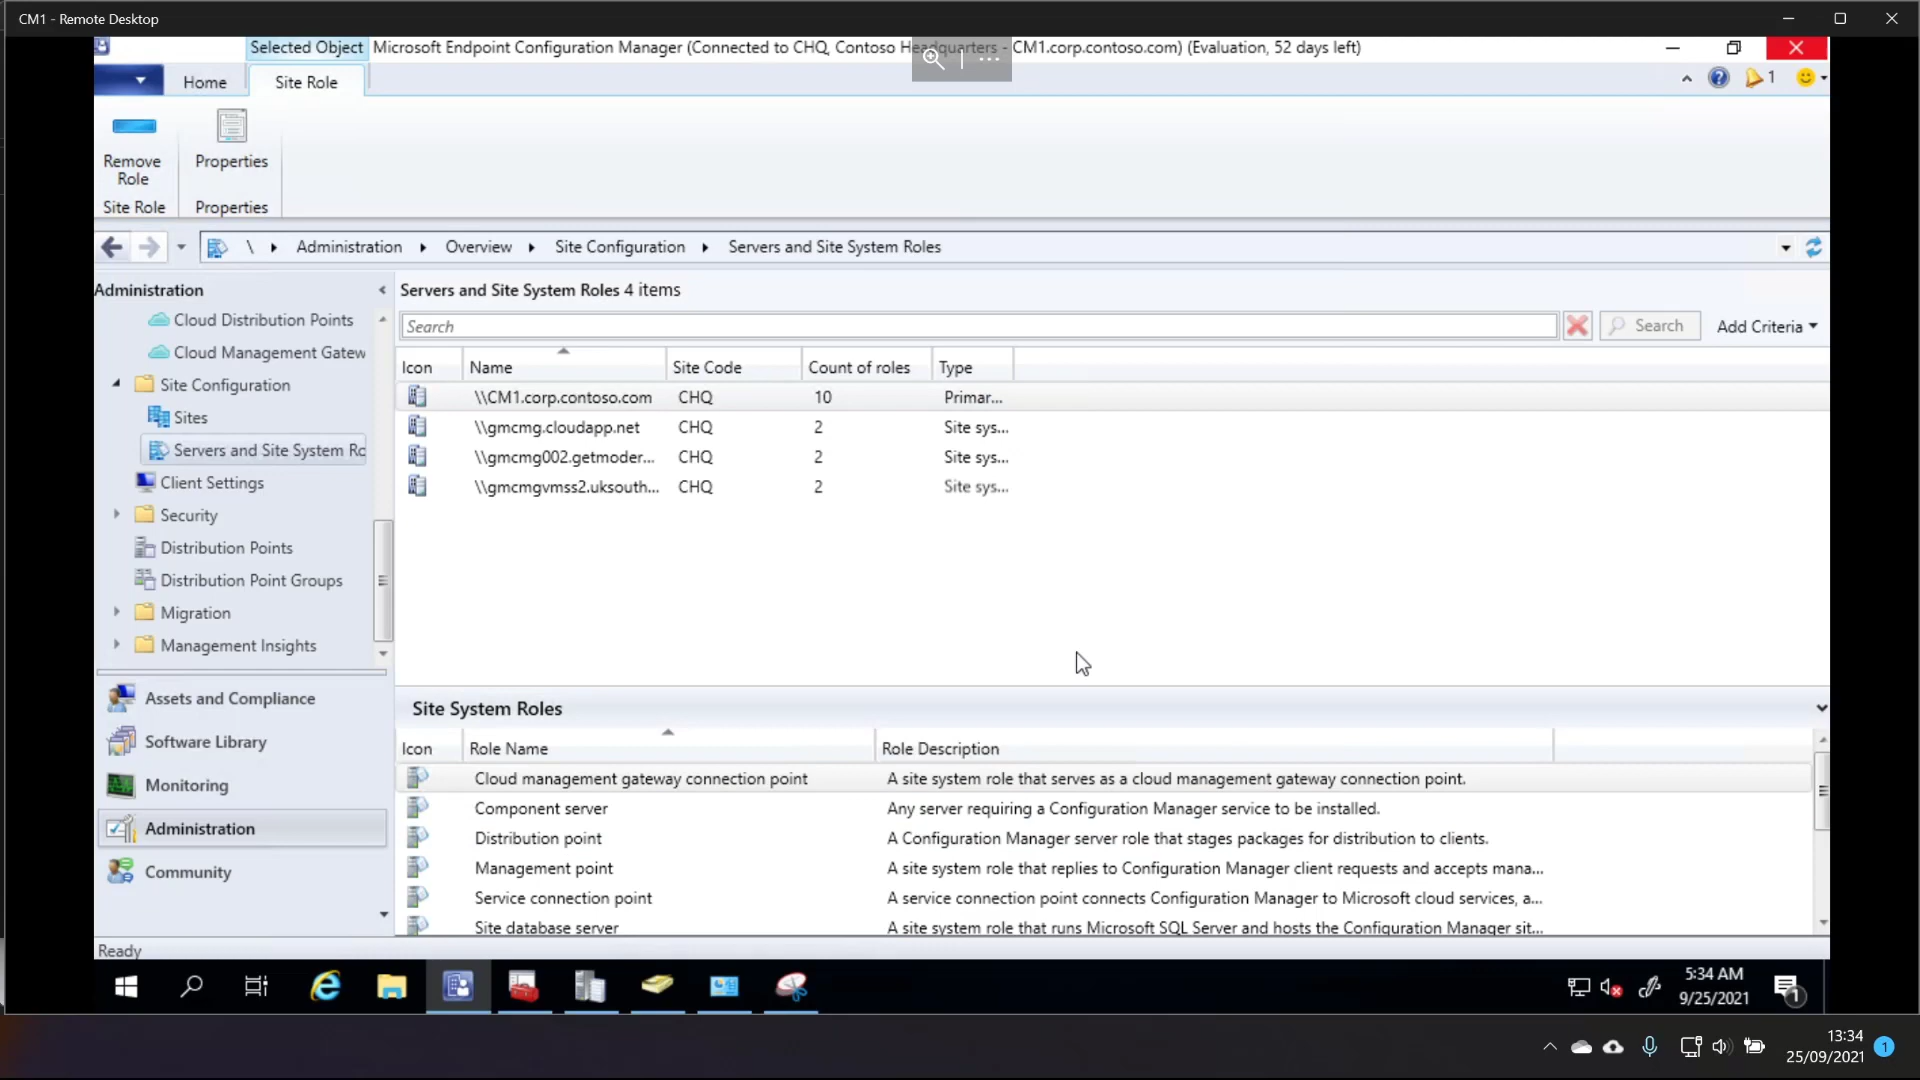 CM1 - Remote Desktop
Selected Object
Microsoft Endpoint Configuration Manager (Connected to CHQ, Contoso Headquarters - CM1.corp.contoso.com) (Evaluation, 52 days left)
Home
Site Role
1
Remove Role
Properties
Site Role
Properties
\ Administration Overview Site Configuration Servers and Site System Roles
Administration
Cloud Distribution Points
Cloud Management Gatew
Site Configuration
Sites
Servers and Site System Ro
Client Settings
Security
Distribution Points
Distribution Point Groups
Migration
Management Insights
Assets and Compliance
Software Library
Monitoring
Administration
Community
Servers and Site System Roles 4 items
Search
Search
Add Criteria
Icon Name Site Code Count of roles Type
\\CM1.corp.contoso.com CHQ 10 Primar...
\\gmcmg.cloudapp.net CHQ 2 Site sys...
\\gmcmg002.getmoder... CHQ 2 Site sys...
\\gmcmgvmss2.uksouth... CHQ 2 Site sys...
Site System Roles
Icon Role Name Role Description
Cloud management gateway connection point A site system role that serves as a cloud management gateway connection point.
Component server Any server requiring a Configuration Manager service to be installed.
Distribution point A Configuration Manager server role that stages packages for distribution to clients.
Management point A site system role that replies to Configuration Manager client requests and accepts mana...
Service connection point A service connection point connects Configuration Manager to Microsoft cloud services, a...
Site database server A site system role that runs Microsoft SQL Server and hosts the Configuration Manager sit...
Ready
5:34 AM
9/25/2021
1
13:34
25/09/2021
1